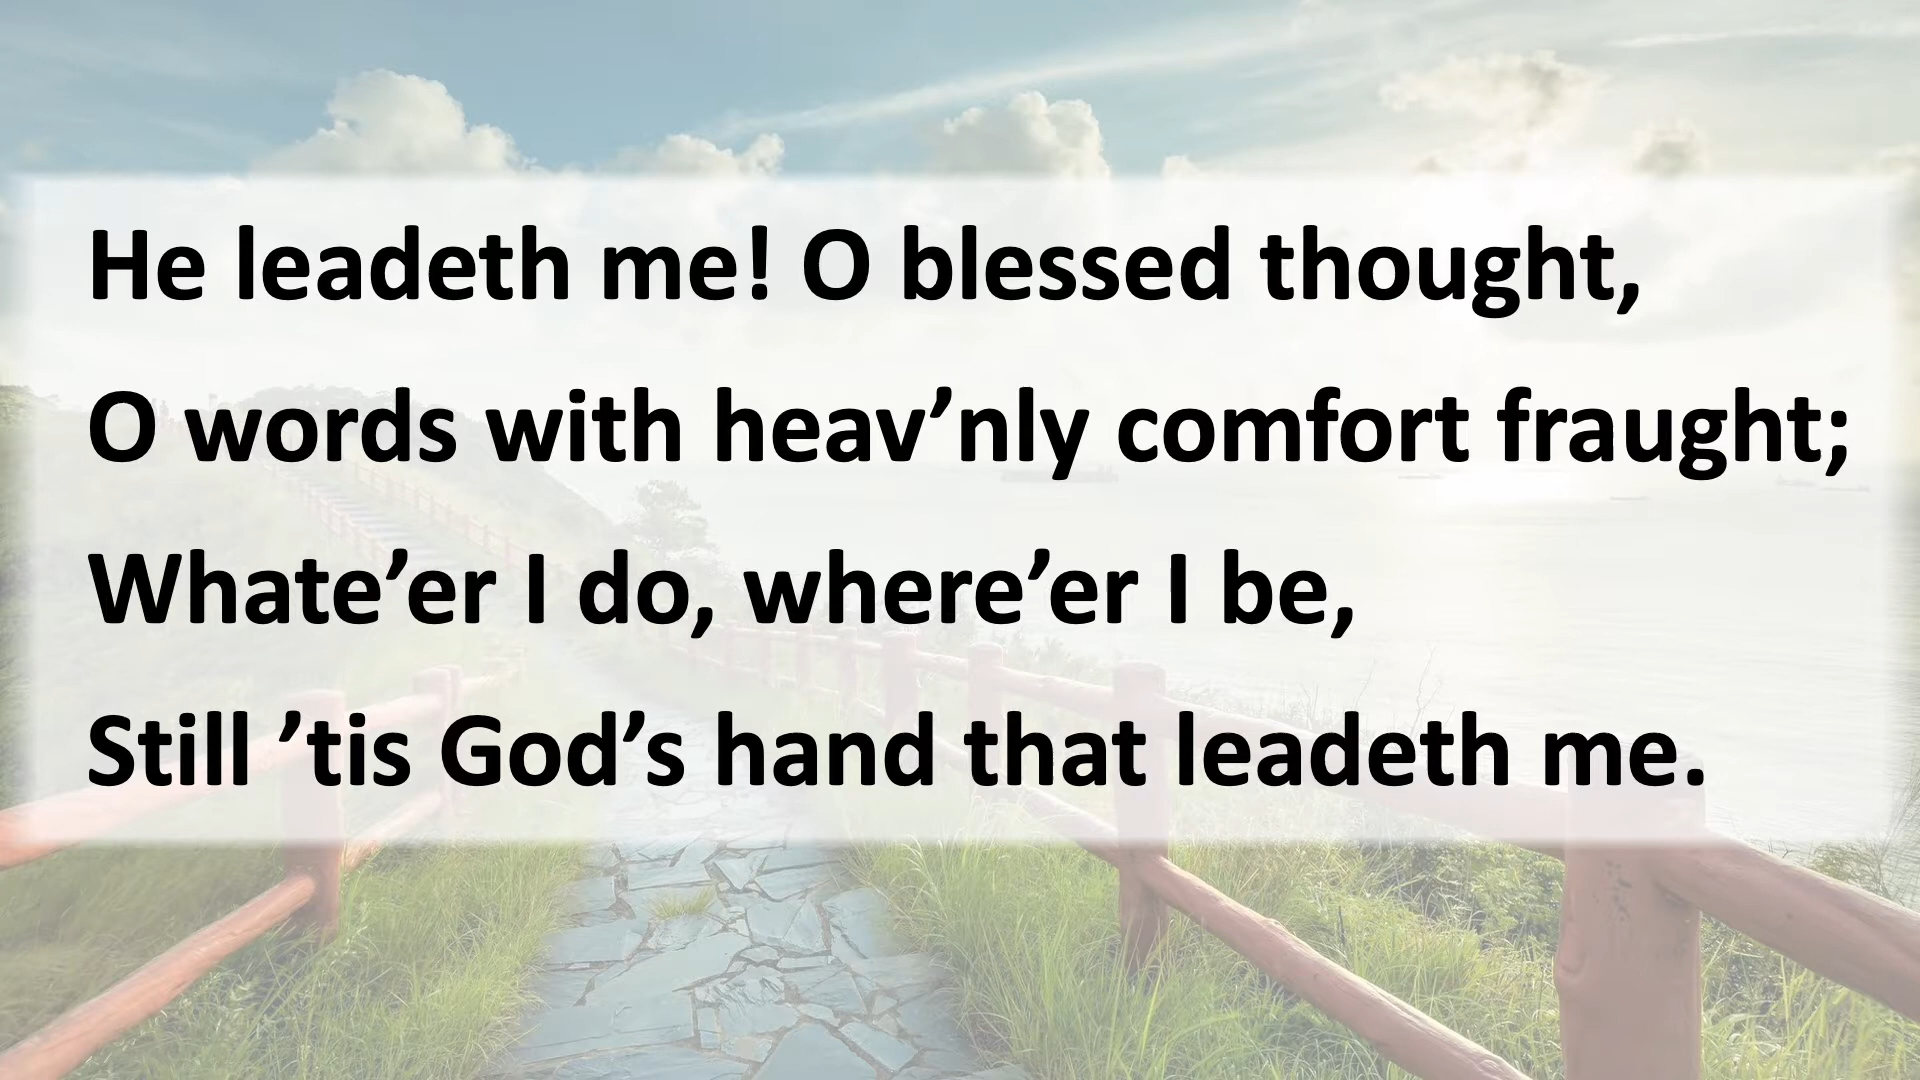 He leadeth me! O blessed thought,
O words with heav’nly comfort fraught;
Whate’er I do, where’er I be,
Still ’tis God’s hand that leadeth me.